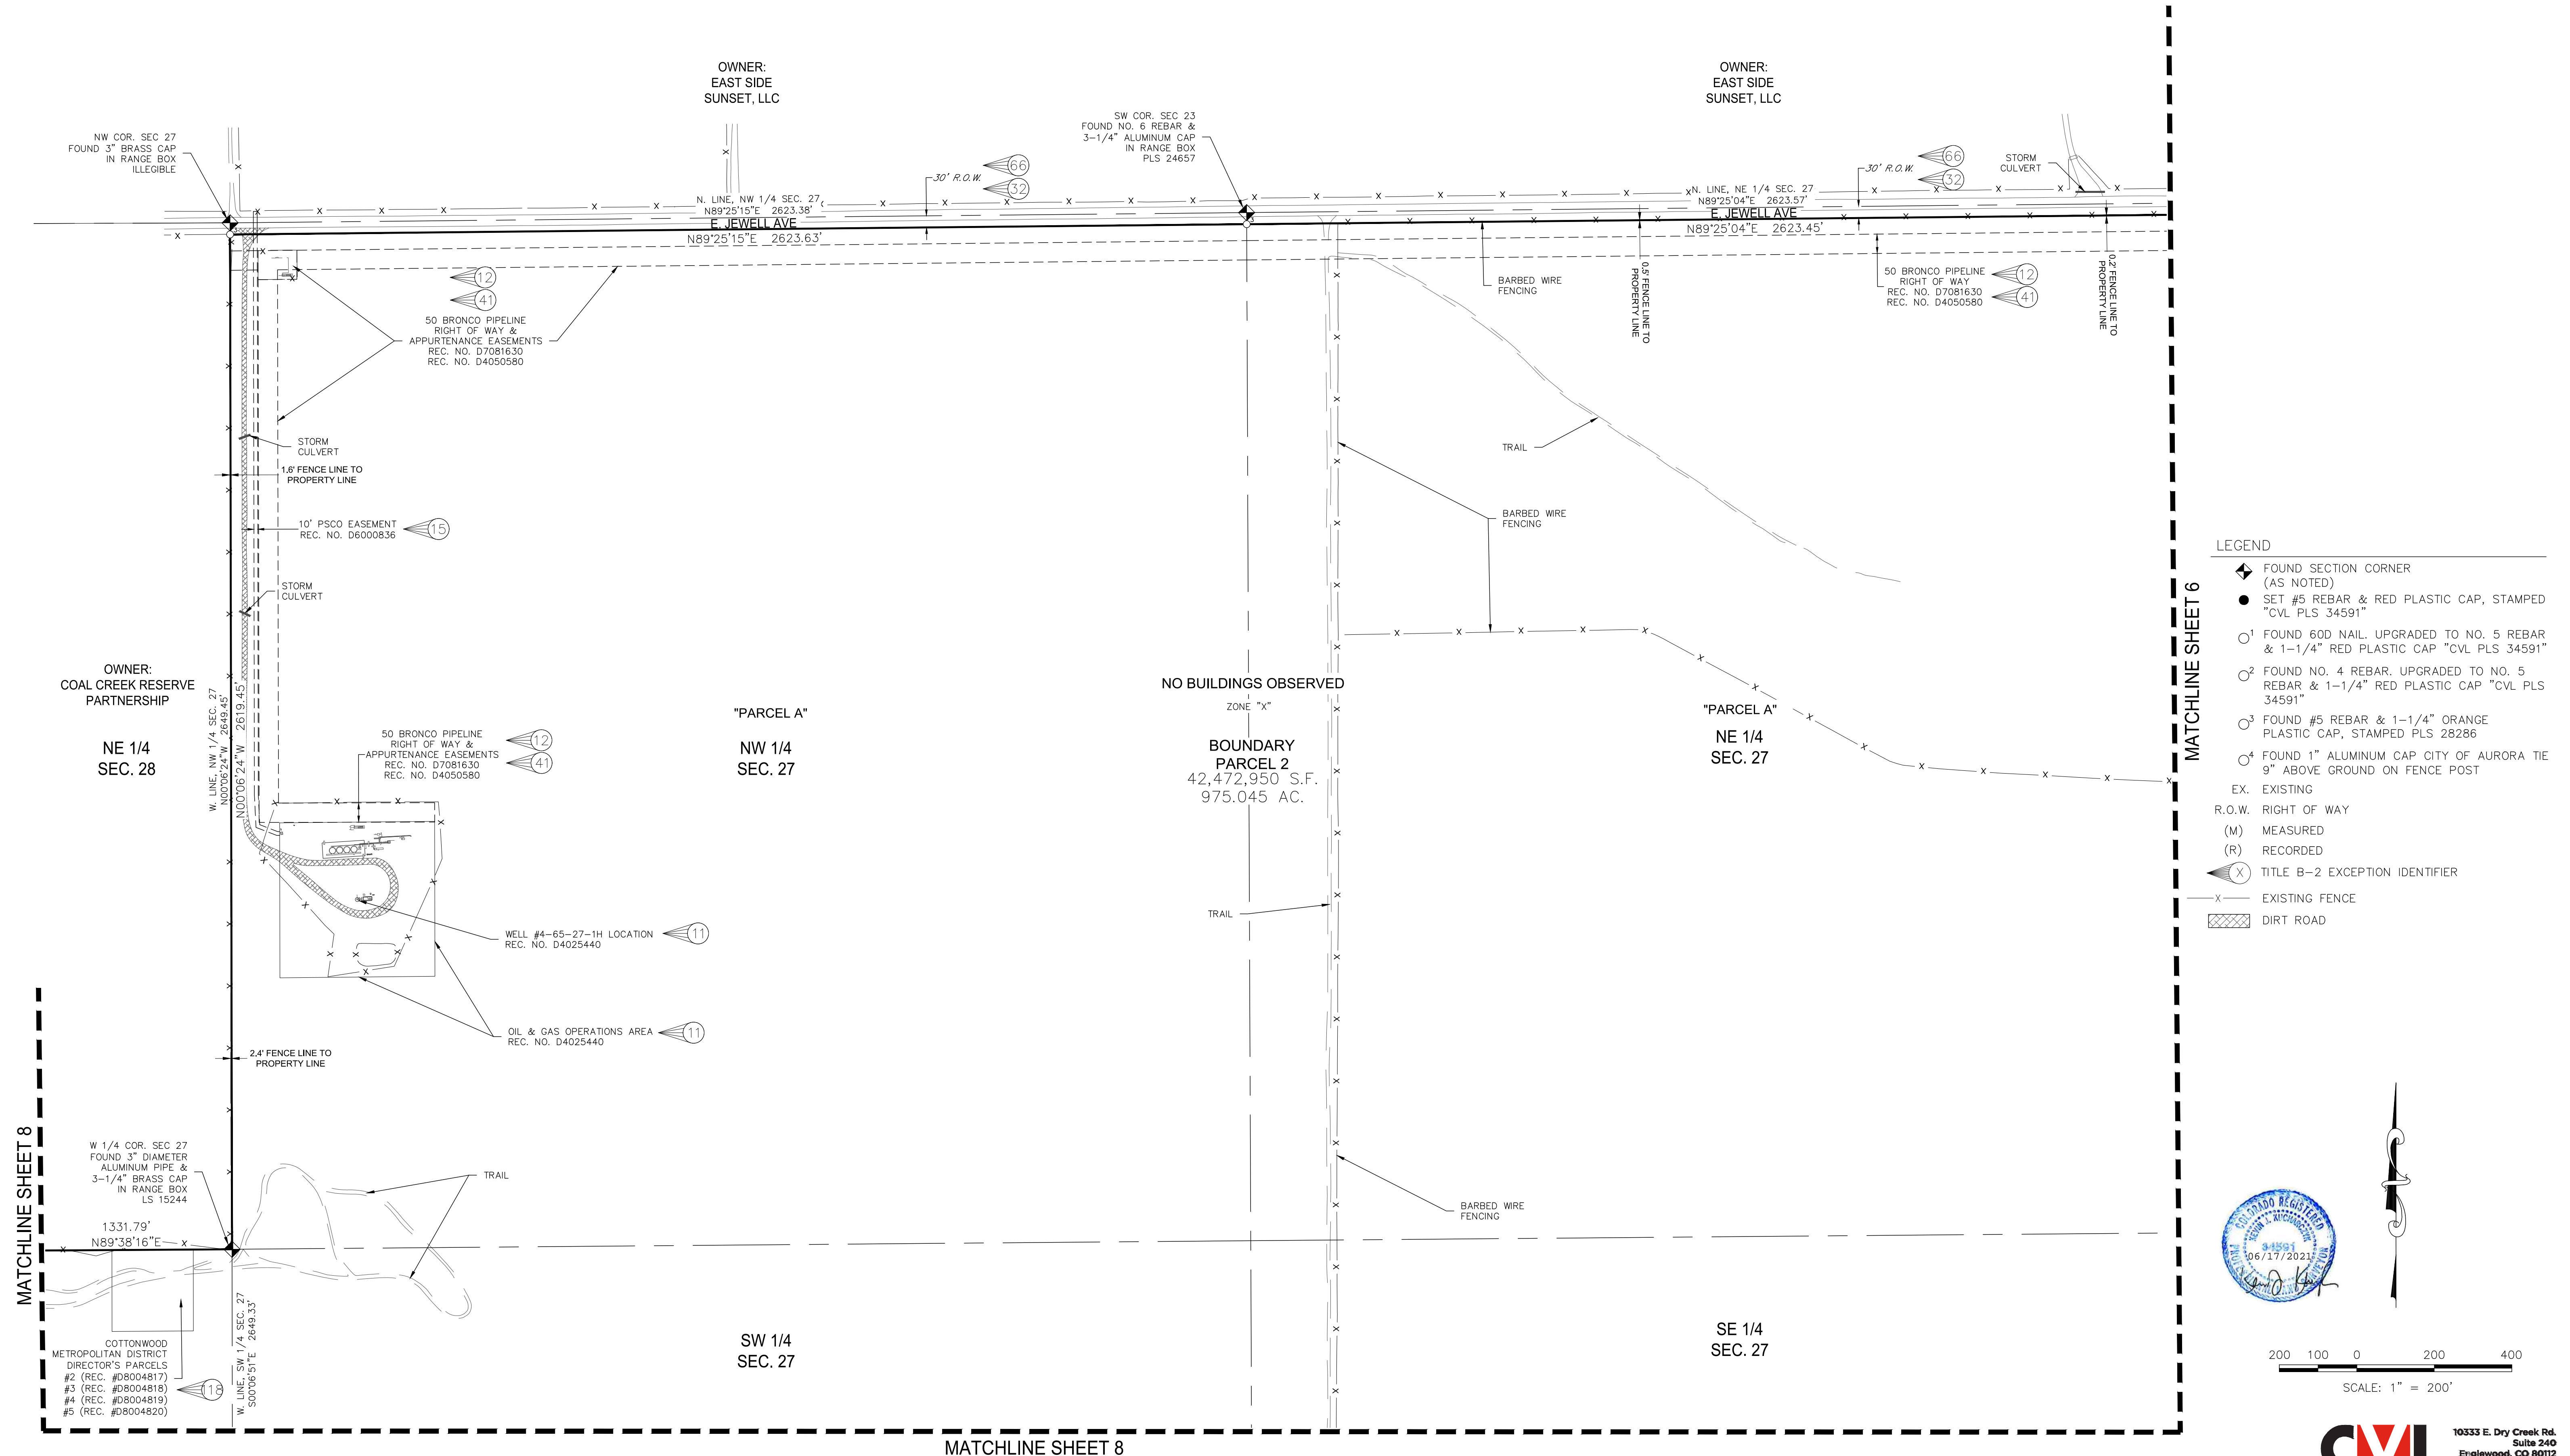 OWNER:
EAST SIDE
SUNSET, LLC
OWNER:
EAST SIDE
SUNSET, LLC
NW COR. SEC 27
FOUND 3" BRASS CAP
IN RANGE BOX
ILLEGIBLE
SW COR. SEC 23
FOUND NO. 6 REBAR &
3-1/4" ALUMINUM CAP
IN RANGE BOX
PLS 24657
30' R.O.W.
66
32
30' R.O.W.
66
32
STORM
CULVERT
N. LINE, NW 1/4 SEC. 27
N89°25'15"E 2623.38'
E. JEWELL AVE
N89°25'15"E 2623.63'
3
N. LINE, NE 1/4 SEC. 27
N89°25'04"E 2623.57'
E. JEWELL AVE
N89°25'04"E 2623.45'
12
41
50 BRONCO PIPELINE
RIGHT OF WAY &
APPURTENANCE EASEMENTS
REC. NO. D7081630
REC. NO. D4050580
BARBED WIRE
FENCING
0.5' FENCE LINE TO
PROPERTY LINE
50 BRONCO PIPELINE
RIGHT OF WAY
REC. NO. D7081630
REC. NO. D4050580
12
41
0.2' FENCE LINE TO
PROPERTY LINE
STORM
CULVERT
1.6' FENCE LINE TO
PROPERTY LINE
TRAIL
10' PSCO EASEMENT
REC. NO. D6000836
15
BARBED WIRE
FENCING
STORM
CULVERT
OWNER:
COAL CREEK RESERVE
PARTNERSHIP
NE 1/4
SEC. 28
W. LINE, NW 1/4 SEC. 27
N00°06'24"W 2649.45'
N00°06'24"W 2619.45'
"PARCEL A"
NW 1/4
SEC. 27
NO BUILDINGS OBSERVED
ZONE "X"
BOUNDARY
PARCEL 2
42,472,950 S.F.
975.045 AC.
"PARCEL A"
NE 1/4
SEC. 27
50 BRONCO PIPELINE
RIGHT OF WAY &
APPURTENANCE EASEMENTS
REC. NO. D7081630
REC. NO. D4050580
12
41
WELL #4-65-27-1H LOCATION
REC. NO. D4025440
11
TRAIL
OIL & GAS OPERATIONS AREA
REC. NO. D4025440
11
2.4' FENCE LINE TO
PROPERTY LINE
W 1/4 COR. SEC 27
FOUND 3" DIAMETER
ALUMINUM PIPE &
3-1/4" BRASS CAP
IN RANGE BOX
LS 15244
TRAIL
BARBED WIRE
FENCING
1331.79'
N89°38'16"E
COTTONWOOD
METROPOLITAN DISTRICT
DIRECTOR'S PARCELS
#2 (REC. #D8004817)
#3 (REC. #D8004818)
#4 (REC. #D8004819)
#5 (REC. #D8004820)
118
W. LINE, SW 1/4 SEC. 27
S00°06'51"E 2649.33'
SW 1/4
SEC. 27
SE 1/4
SEC. 27
MATCHLINE SHEET 8
MATCHLINE SHEET 8
MATCHLINE SHEET 6
LEGEND
FOUND SECTION CORNER
(AS NOTED)
SET #5 REBAR & RED PLASTIC CAP, STAMPED
"CVL PLS 34591"
1 FOUND 60D NAIL. UPGRADED TO NO. 5 REBAR
& 1-1/4" RED PLASTIC CAP "CVL PLS 34591"
2 FOUND NO. 4 REBAR. UPGRADED TO NO. 5
REBAR & 1-1/4" RED PLASTIC CAP "CVL PLS
34591"
3 FOUND #5 REBAR & 1-1/4" ORANGE
PLASTIC CAP, STAMPED PLS 28286
4 FOUND 1" ALUMINUM CAP CITY OF AURORA TIE
9" ABOVE GROUND ON FENCE POST
EX. EXISTING
R.O.W. RIGHT OF WAY
(M) MEASURED
(R) RECORDED
X TITLE B-2 EXCEPTION IDENTIFIER
X EXISTING FENCE
DIRT ROAD
COLORADO REGISTERED
34591
06/17/2021
200 100 0 200 400
SCALE: 1" = 200'
10333 E. Dry Creek Rd.
Suite 240
Englewood, CO 80112